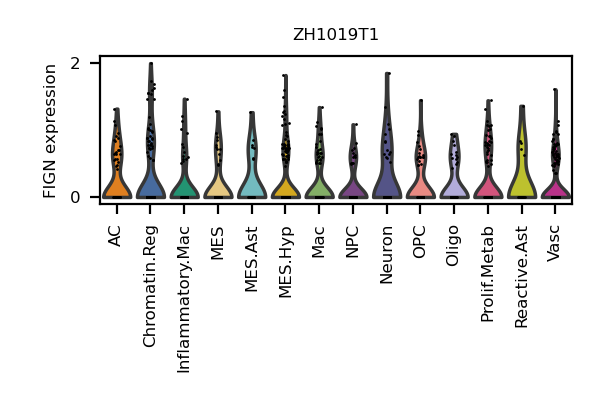 ZH1019T1
FIGN expression
2
0
AC
Chromatin.Reg
Inflammatory.Mac
MES
MES.Ast
MES.Hyp
Mac
NPC
Neuron
OPC
Oligo
Prolif.Metab
Reactive.Ast
Vasc